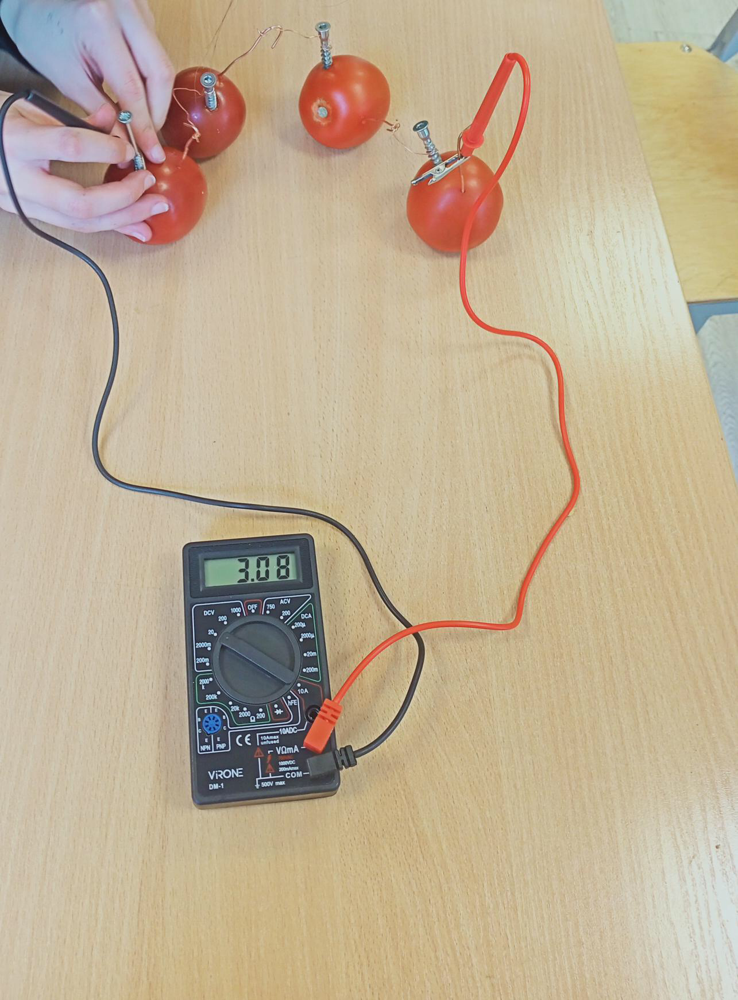 3.08
DCV
1000
OFF
750
ACV
200
200
DCA
20
200µ
2000m
2000µ
200m
20m
200m
2000
k
10A
200k
hFE
20k
2000
Ω
200
E E
B B
C C
E E
NPN PNP
CE
10Amax
unfused
10ADC
VΩmA
1000VDC
200mAmax
COM
500V max
ViRONE
DM-1